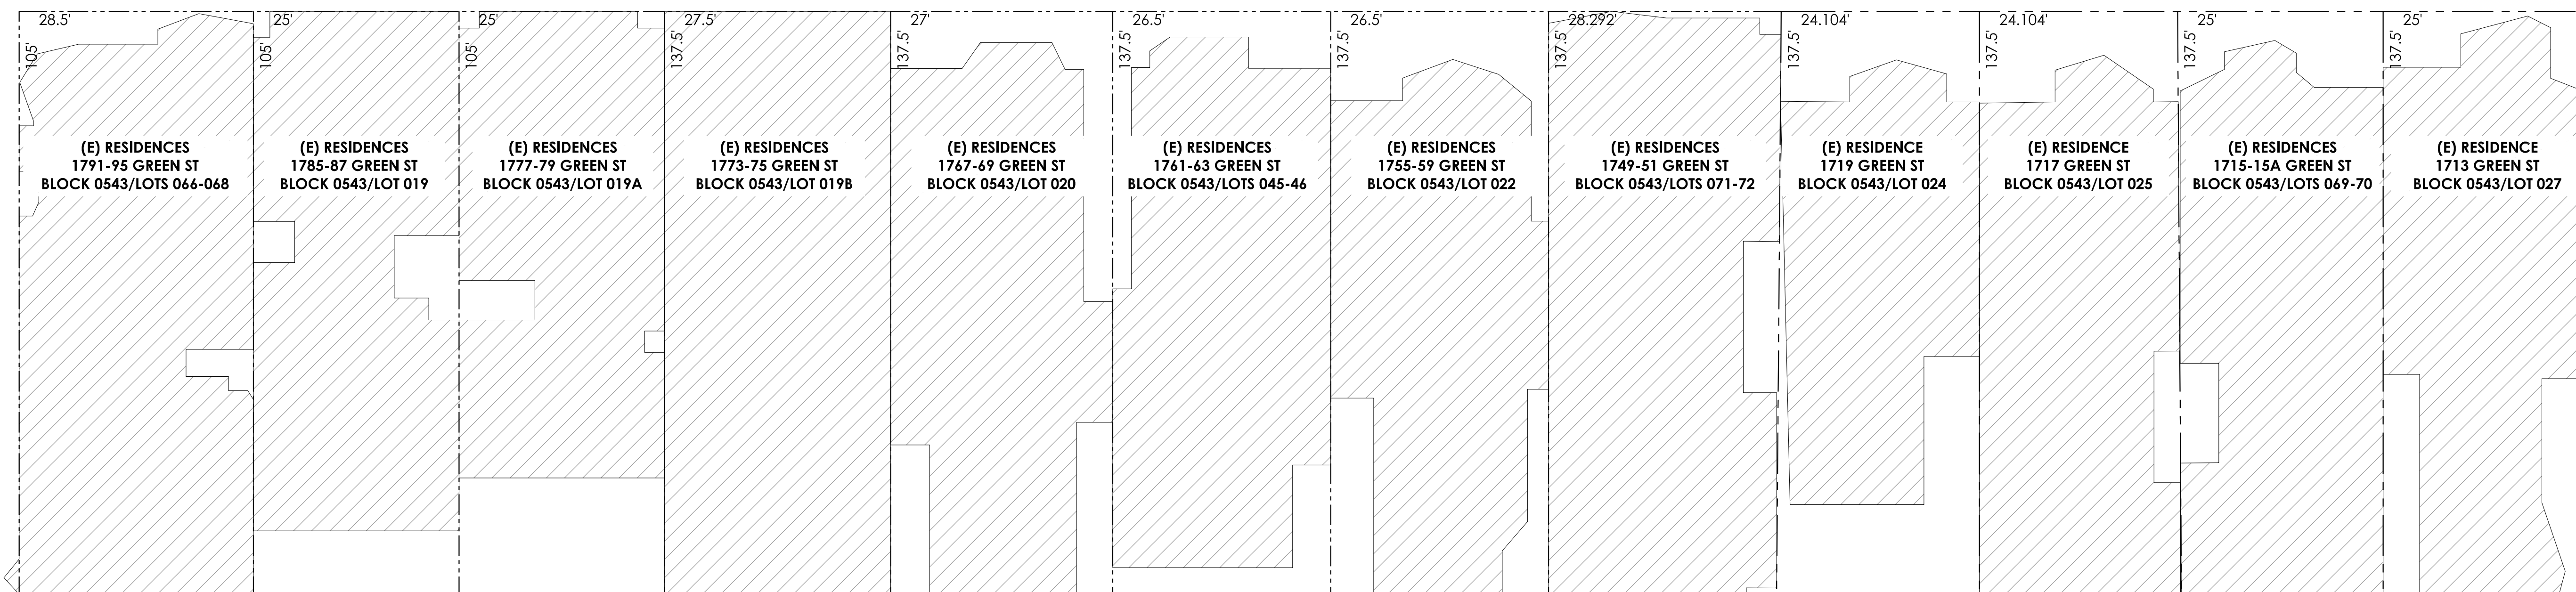 28.5'
25'
25'
27.5'
27'
26.5'
26.5'
28.292'
24.104'
24.104'
25'
25'
105'
105'
105'
137.5'
137.5'
137.5'
137.5'
137.5'
137.5'
137.5'
137.5'
137.5'
(E) RESIDENCES
1791-95 GREEN ST
BLOCK 0543/LOTS 066-068
(E) RESIDENCES
1785-87 GREEN ST
BLOCK 0543/LOT 019
(E) RESIDENCES
1777-79 GREEN ST
BLOCK 0543/LOT 019A
(E) RESIDENCES
1773-75 GREEN ST
BLOCK 0543/LOT 019B
(E) RESIDENCES
1767-69 GREEN ST
BLOCK 0543/LOT 020
(E) RESIDENCES
1761-63 GREEN ST
BLOCK 0543/LOTS 045-46
(E) RESIDENCES
1755-59 GREEN ST
BLOCK 0543/LOT 022
(E) RESIDENCES
1749-51 GREEN ST
BLOCK 0543/LOTS 071-72
(E) RESIDENCE
1719 GREEN ST
BLOCK 0543/LOT 024
(E) RESIDENCE
1717 GREEN ST
BLOCK 0543/LOT 025
(E) RESIDENCES
1715-15A GREEN ST
BLOCK 0543/LOTS 069-70
(E) RESIDENCE
1713 GREEN ST
BLOCK 0543/LOT 027